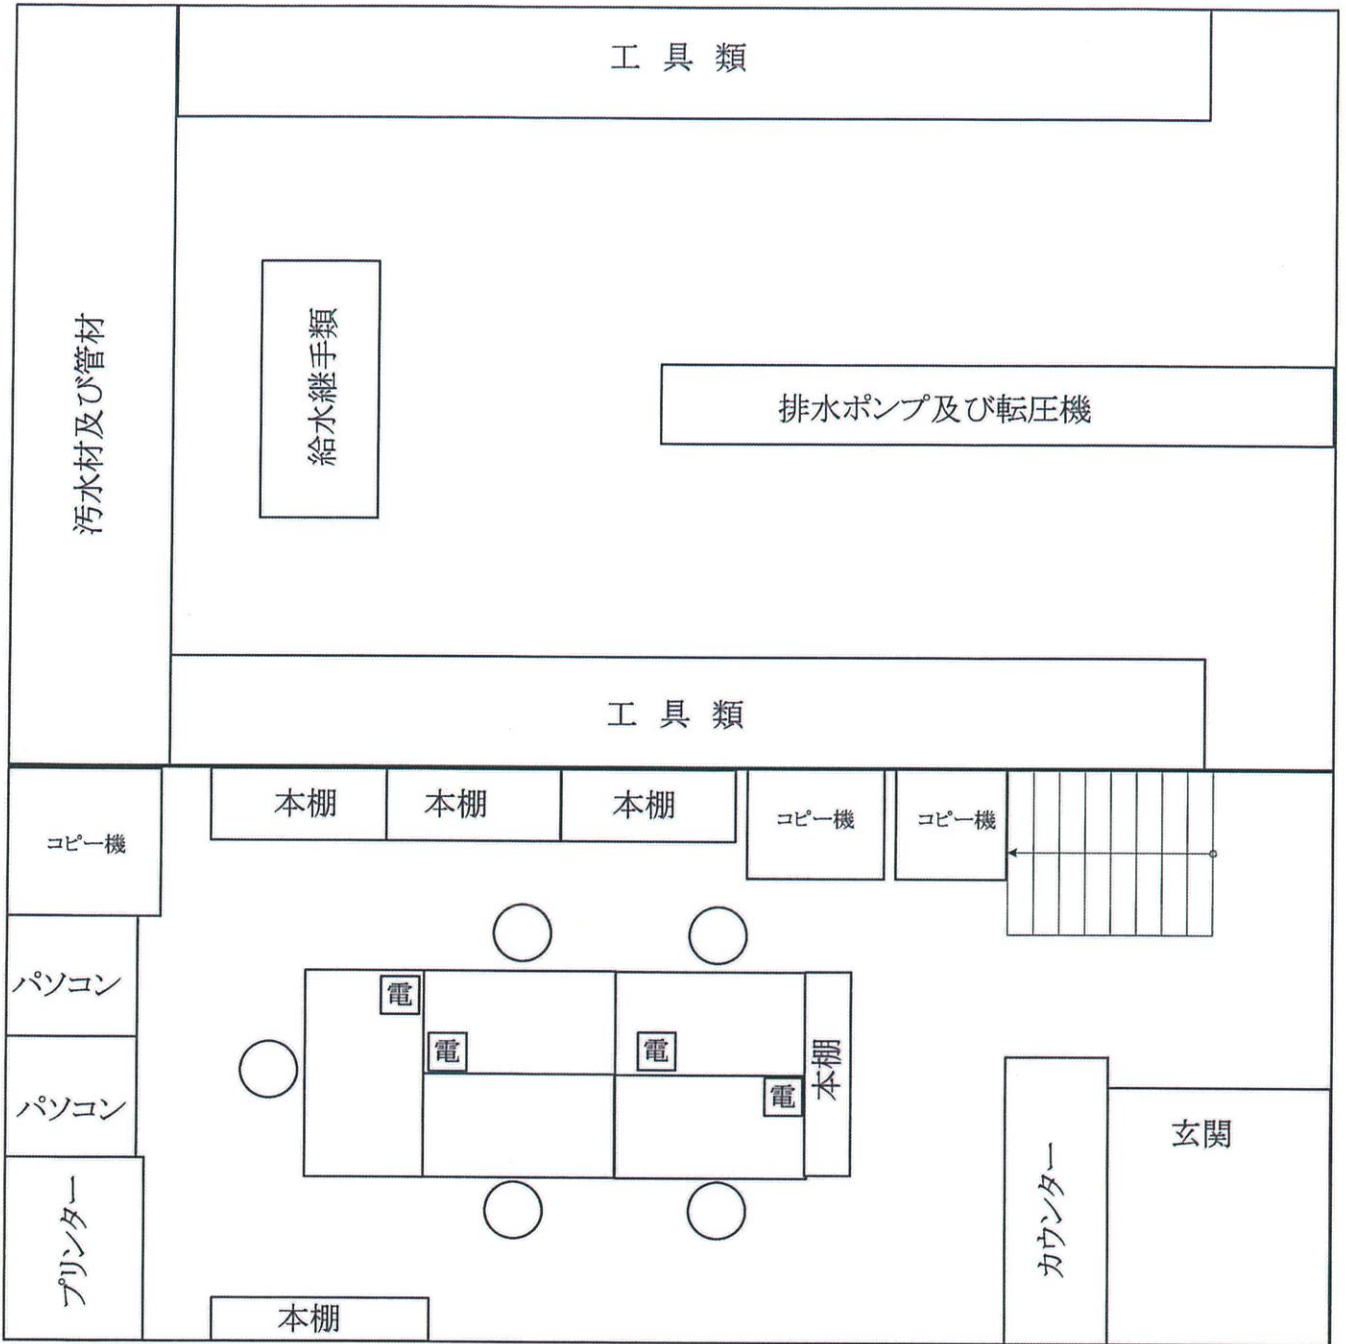 工 具 類
汚水材及び管材
給水継手類
排水ポンプ及び転圧機
工 具 類
コピー機
本棚
本棚
本棚
コピー機
コピー機
パソコン
電
電
電
電
本棚
パソコン
プリンター
カウンター
玄関
本棚